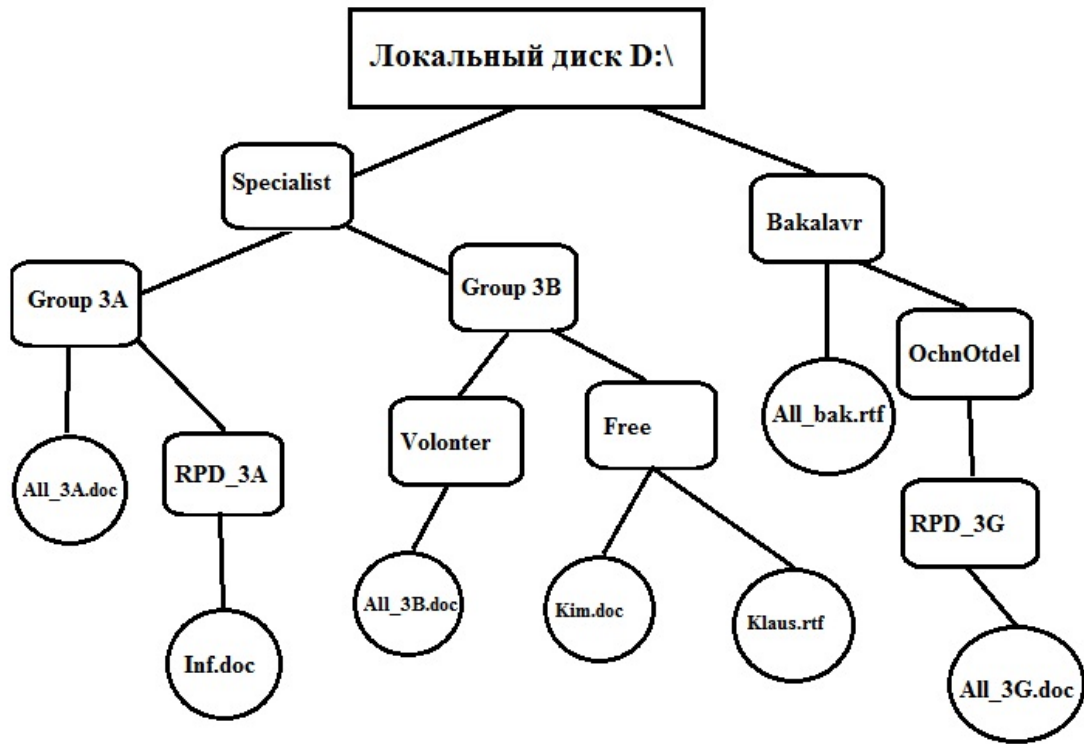 Локальный диск D:\
Specialist
Bakalavr
Group 3A
Group 3B
OchnOtdel
Volonter
Free
All_bak.rtf
RPD_3A
All_3A.doc
RPD_3G
All_3B.doc
Kim.doc
Klaus.rtf
Inf.doc
All_3G.doc